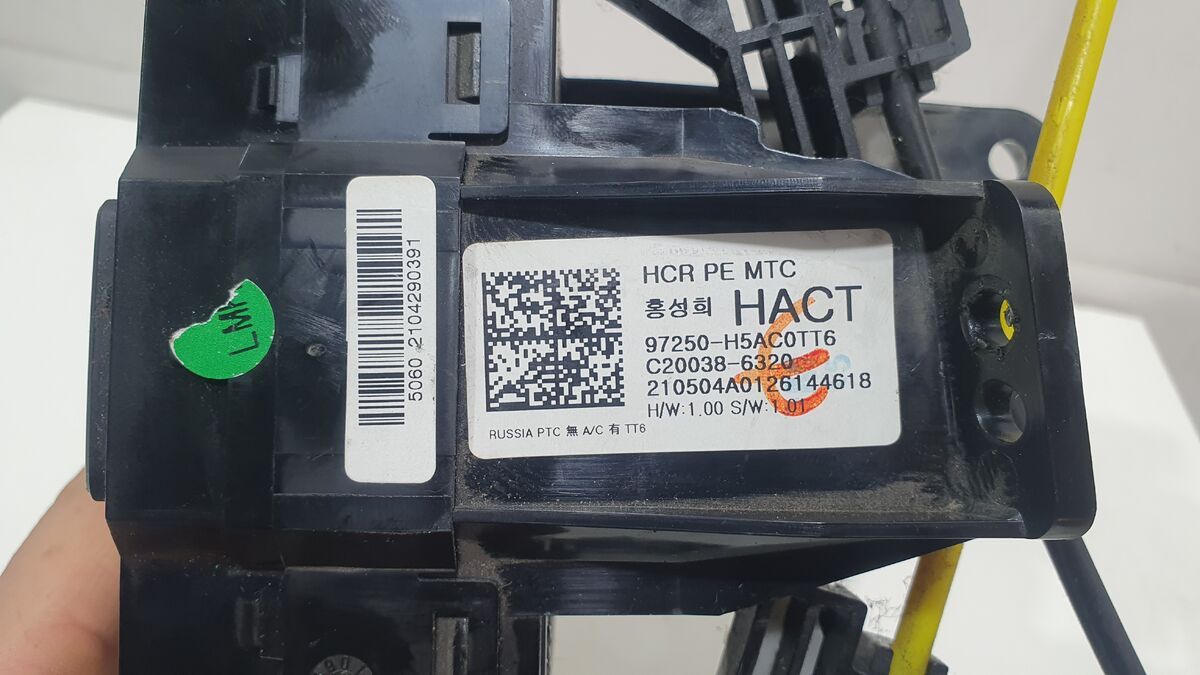 LM
5060 2104290391
HCR PE MTC
홍성희 HACT
97250-H5AC0TT6
C20038-6320
210504A0126144618
H/W:1.00 S/W:1.01
RUSSIA PTC 無 A/C 有 TT6